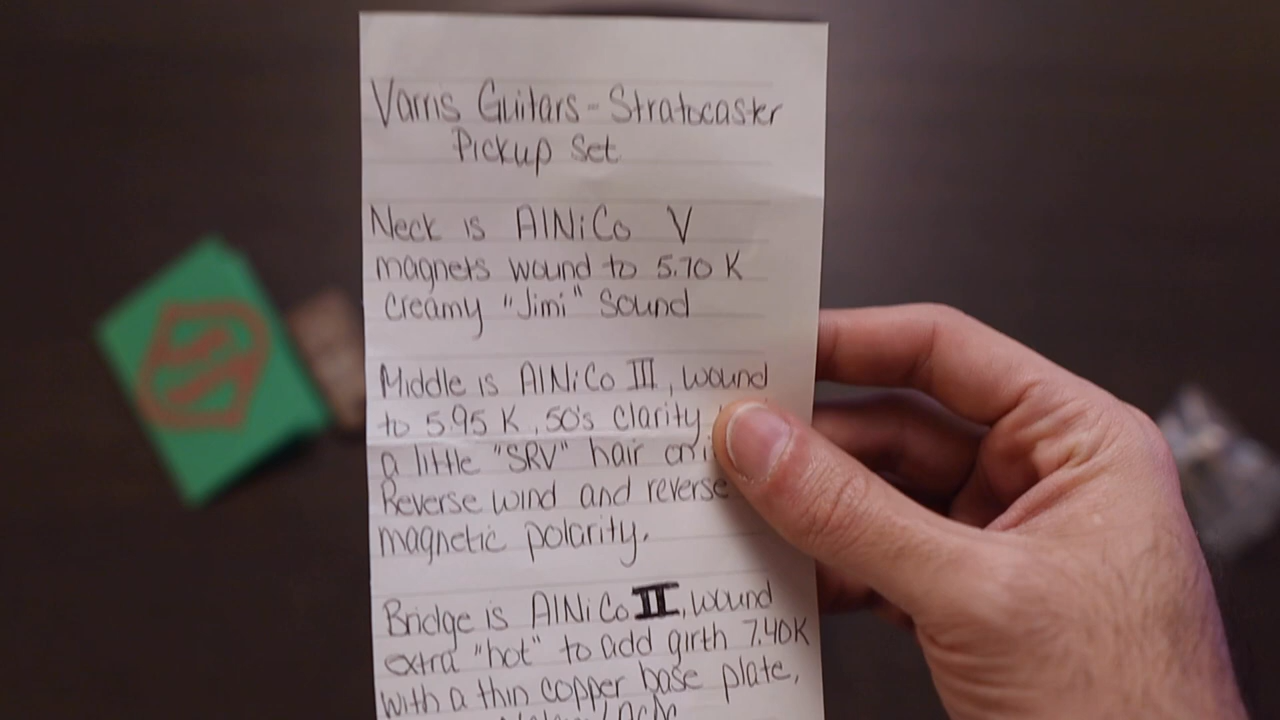 Varris Guitars - Stratocaster
Pickup Set
Neck is AlNiCo V
magnets wound to 5.70 K
Creamy "Jimi" Sound
Middle is AlNiCo III, wound
to 5.95 K, 50's clarity
a little "SRV" hair on
Reverse wind and reverse
magnetic polarity.
Bridge is AlNiCo II, wound
extra "hot" to add girth 7.40K
with a thin copper base plate,